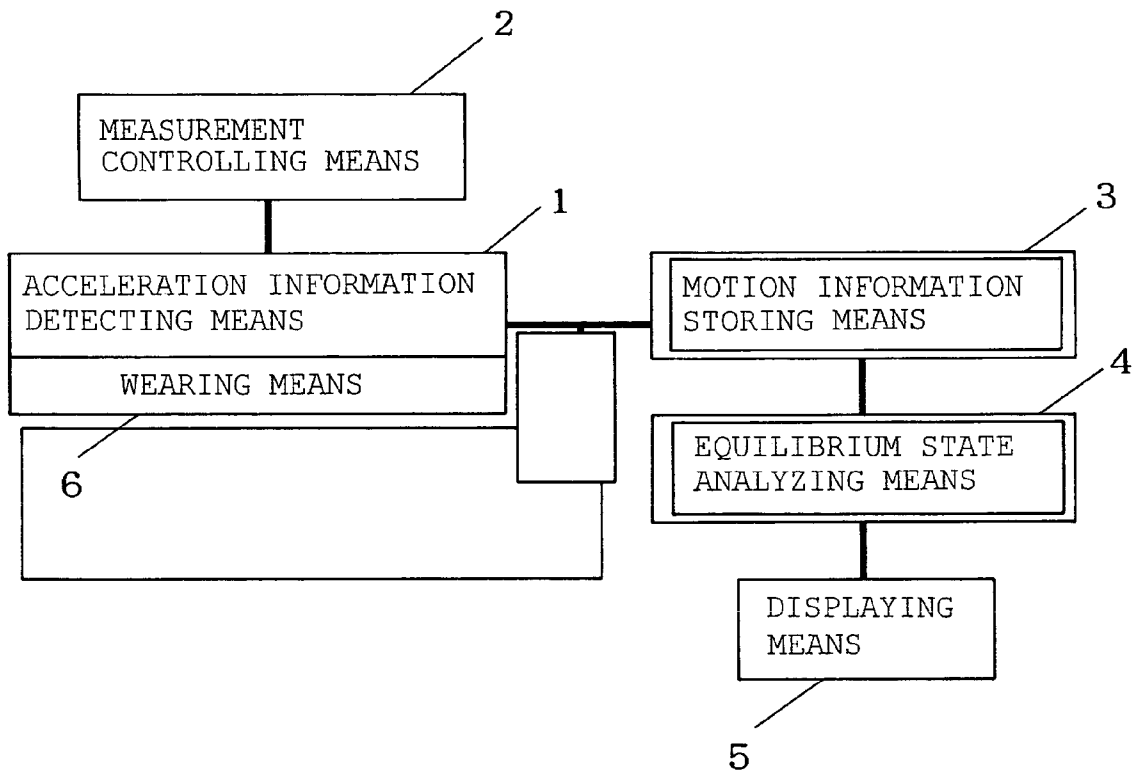 2
MEASUREMENT
CONTROLLING MEANS
1
ACCELERATION INFORMATION
DETECTING MEANS
WEARING MEANS
6
3
MOTION INFORMATION
STORING MEANS
4
EQUILIBRIUM STATE
ANALYZING MEANS
DISPLAYING
MEANS
5